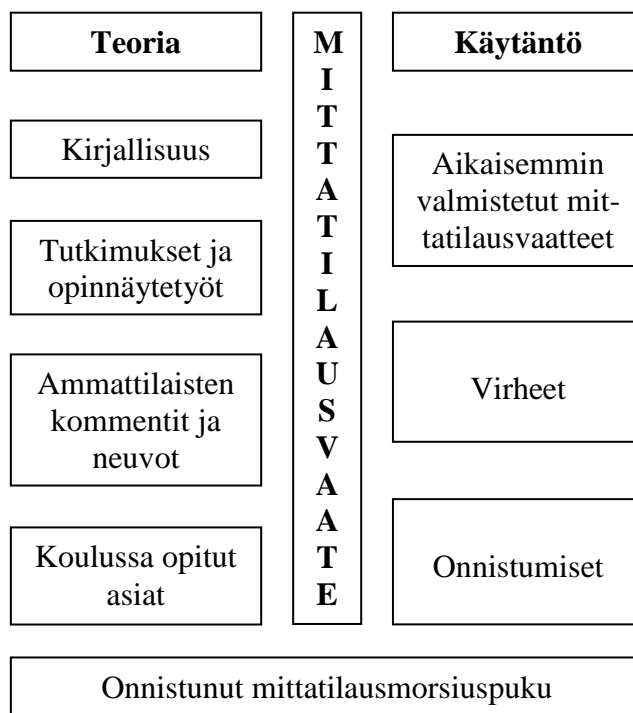 Teoria
Kirjallisuus
Tutkimukset ja
opinnäytetyöt
Ammattilaisten
kommentit ja
neuvot
Koulussa opitut
asiat
M
I
T
T
A
T
I
L
A
U
S
V
A
A
T
E
Käytäntö
Aikaisemmin
valmistetut mit-
tatilausvaatteet
Virheet
Onnistumiset
Onnistunut mittatilausmorsiuspuku